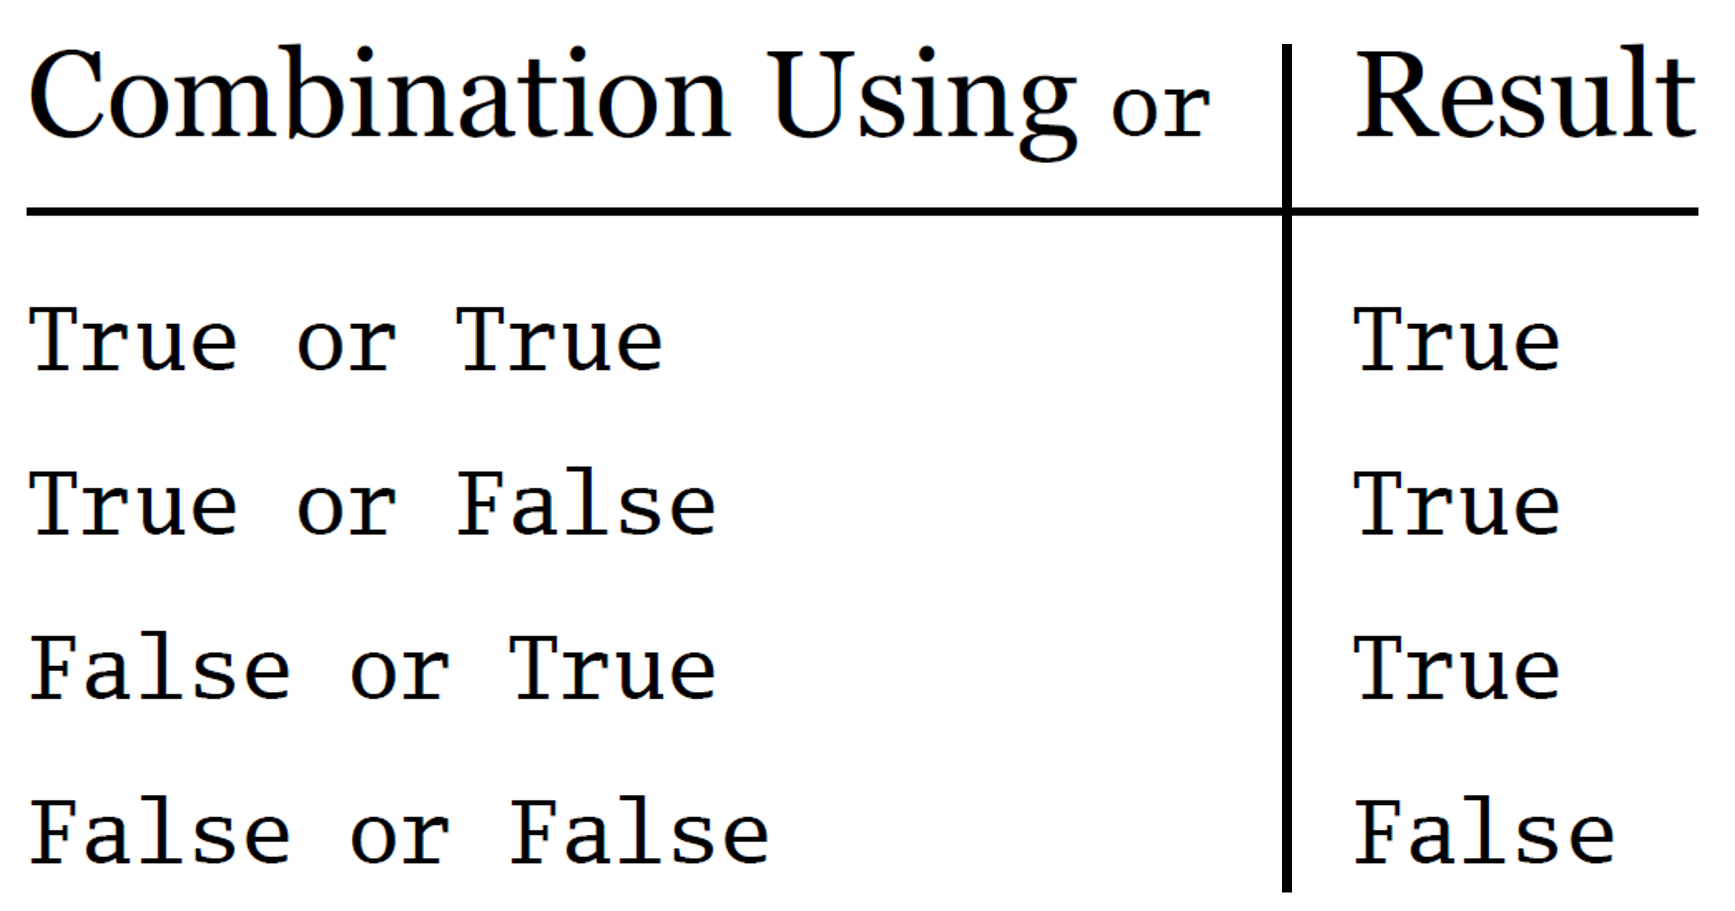 Combination Using or Result
True or True True
True or False True
False or True True
False or False False